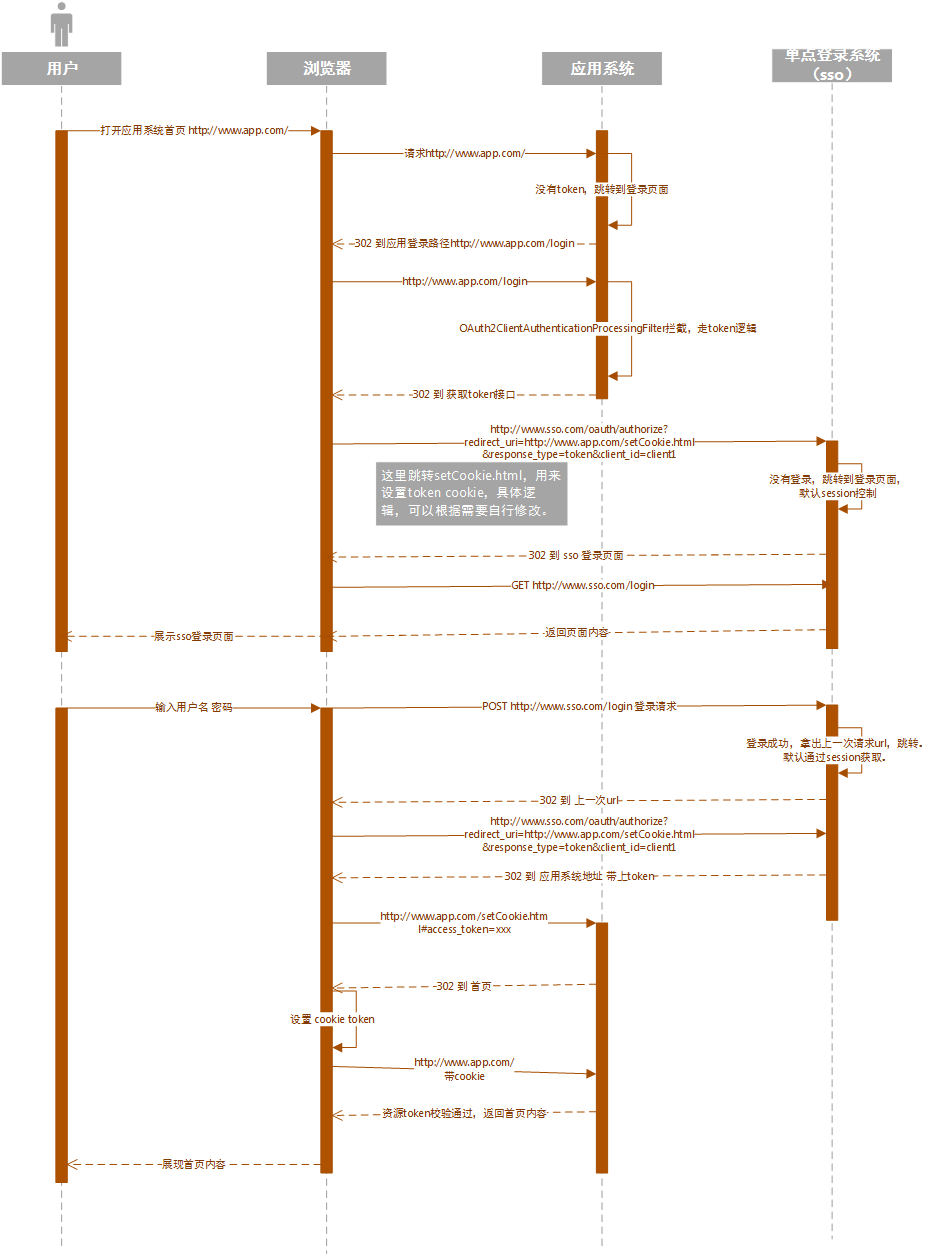 用户
浏览器
应用系统
单点登录系统
（sso）
打开应用系统首页 http://www.app.com/
请求http://www.app.com/
没有token，跳转到登录页面
302 到应用登录路径http://www.app.com/login
http://www.app.com/login
OAuth2ClientAuthenticationProcessingFilter拦截，走token逻辑
302 到 获取token接口
http://www.sso.com/oauth/authorize?
redirect_uri=http://www.app.com/setCookie.html
&response_type=token&client_id=client1
这里跳转setCookie.html，用来
设置token cookie，具体逻
辑，可以根据需要自行修改。
没有登录，跳转到登录页面，
默认session控制
302 到 sso 登录页面
GET http://www.sso.com/login
返回页面内容
展示sso登录页面
输入用户名 密码
POST http://www.sso.com/login 登录请求
登录成功，拿出上一次请求url，跳转。
默认通过session获取。
302 到 上一次url
http://www.sso.com/oauth/authorize?
redirect_uri=http://www.app.com/setCookie.html
&response_type=token&client_id=client1
302 到 应用系统地址 带上token
http://www.app.com/setCookie.htm
l#access_token=xxx
302 到 首页
设置 cookie token
http://www.app.com/
带cookie
资源token校验通过，返回首页内容
展现首页内容